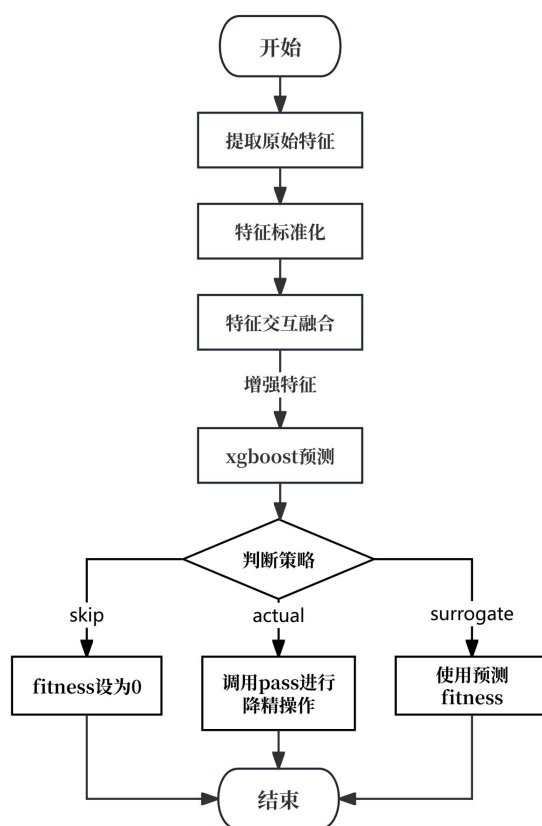 开始
提取原始特征
特征标准化
特征交互融合
增强特征
xgboost预测
判断策略
skip
actual
surrogate
fitness设为0
调用pass进行
降精操作
使用预测
fitness
结束